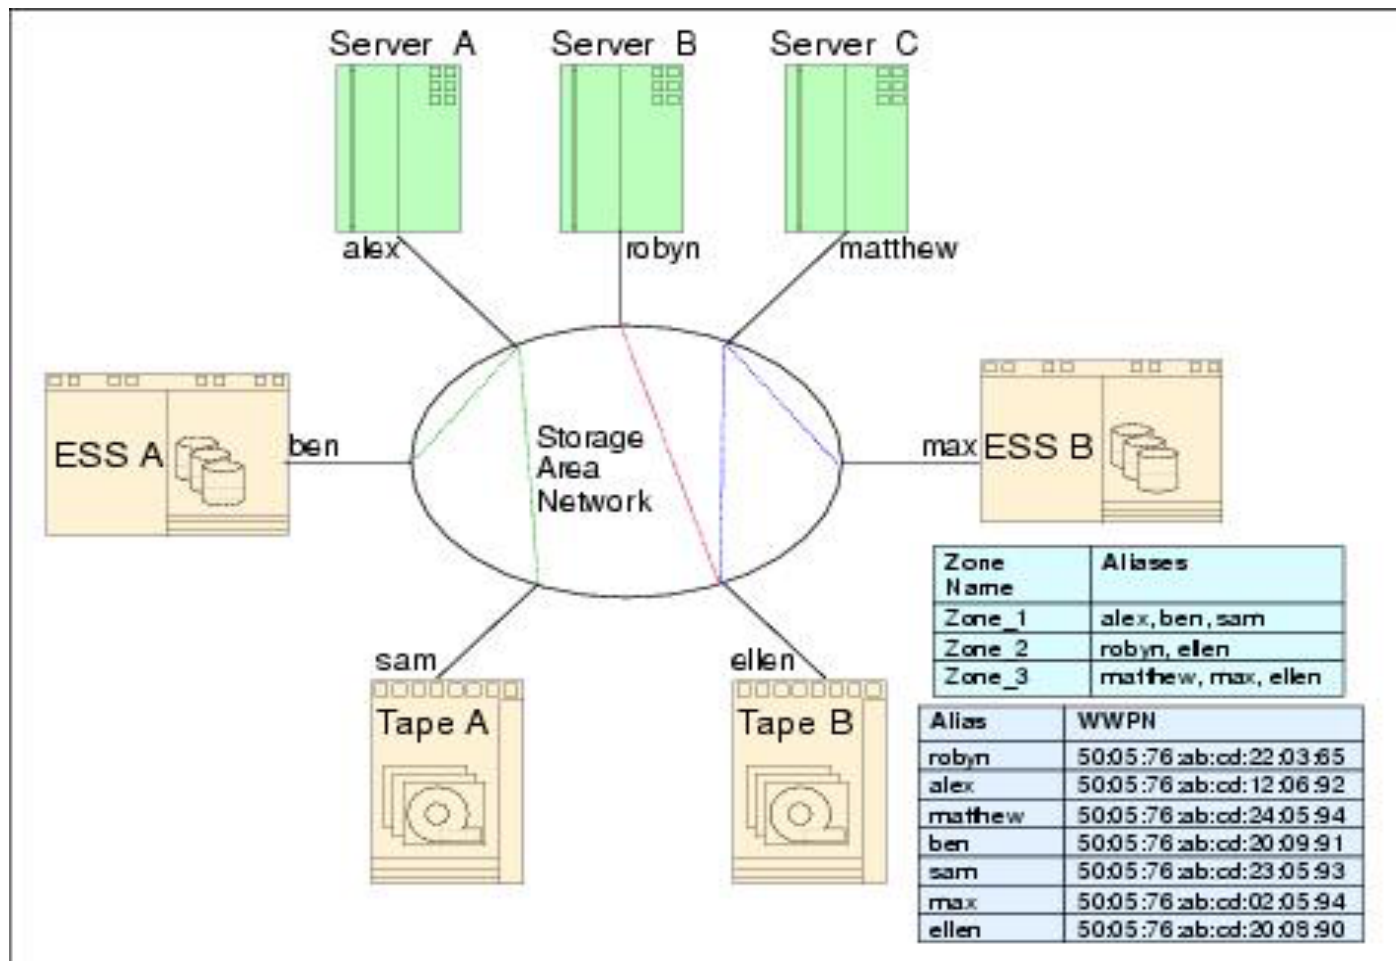 Server A
Server B
Server C
alex
robyn
matthew
ESS A
ben
Storage
Area
Network
max
ESS B
sam
ellen
Tape A
Tape B
Zone Name Aliases
Zone_1 alex, ben, sam
Zone_2 robyn, ellen
Zone_3 matthew, max, ellen
Alias WWPN
robyn 50:05:76:ab:cd:22:03:65
alex 50:05:76:ab:cd:12:06:92
matthew 50:05:76:ab:cd:24:05:94
ben 50:05:76:ab:cd:20:09:91
sam 50:05:76:ab:cd:23:05:93
max 50:05:76:ab:cd:02:05:94
ellen 50:05:76:ab:cd:20:08:90